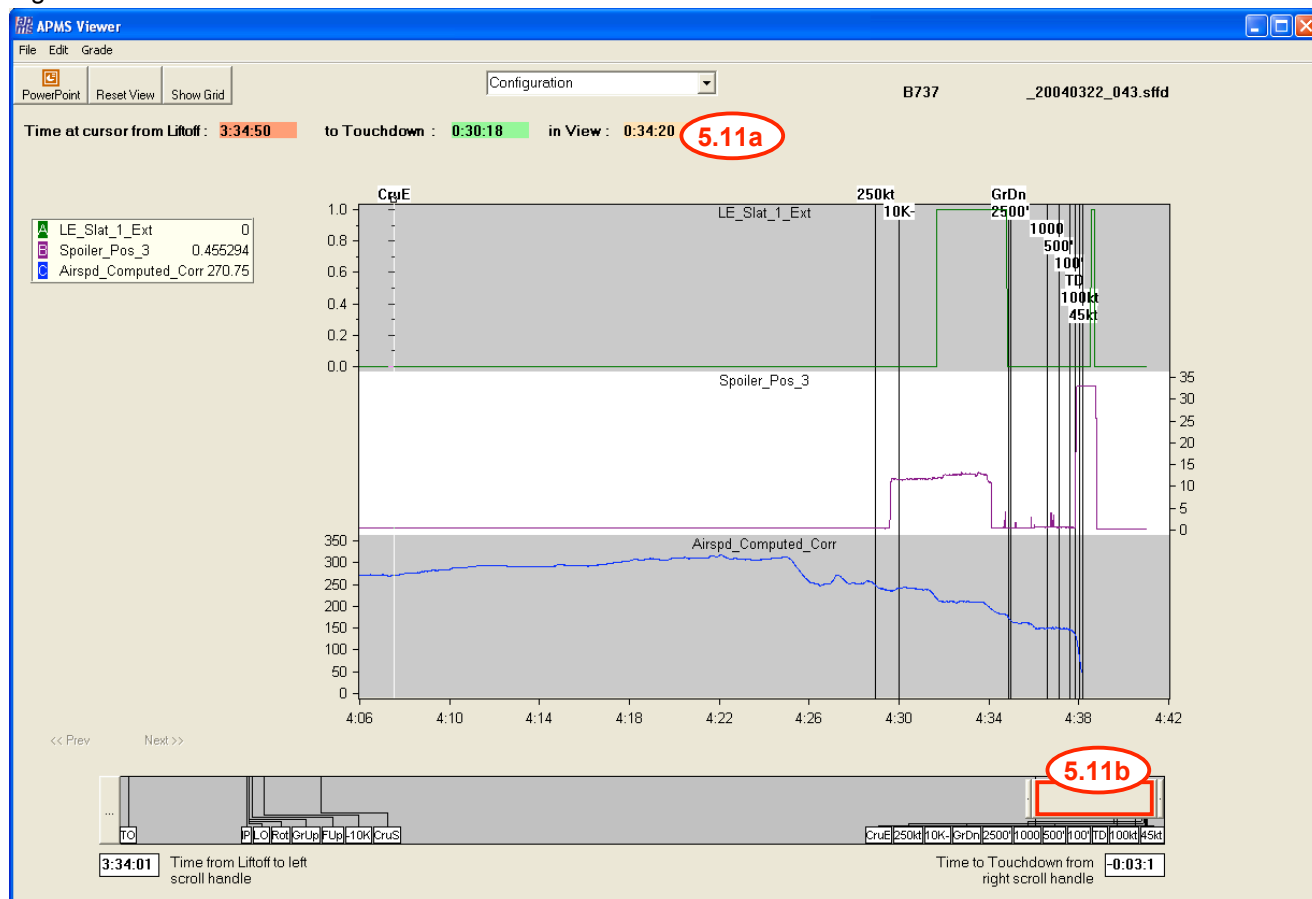 APMS Viewer
File Edit Grade
PowerPoint Reset View Show Grid
Configuration
B737 _20040322_043.sffd
Time at cursor from Liftoff : 3:34:50 to Touchdown : 0:30:18 in View : 0:34:20
5.11a
CruE 250kt GrDn
10K- 2500'
1000
500'
100'
TD
100kt
45kt
A LE_Slat_1_Ext 0
B Spoiler_Pos_3 0.455294
C Airspd_Computed_Corr 270.75
LE_Slat_1_Ext
1.0
0.8
0.6
0.4
0.2
0.0
Spoiler_Pos_3
35
30
25
20
15
10
5
0
Airspd_Computed_Corr
350
300
250
200
150
100
50
0
4:06 4:10 4:14 4:18 4:22 4:26 4:30 4:34 4:38 4:42
<< Prev Next >>
5.11b
...
TO IP LO Rot GrUp FUp -10K CruS CruE 250kt 10K- GrDn 2500' 1000 500' 100' TD 100kt 45kt
3:34:01 Time from Liftoff to left
scroll handle
Time to Touchdown from -0:03:1
right scroll handle